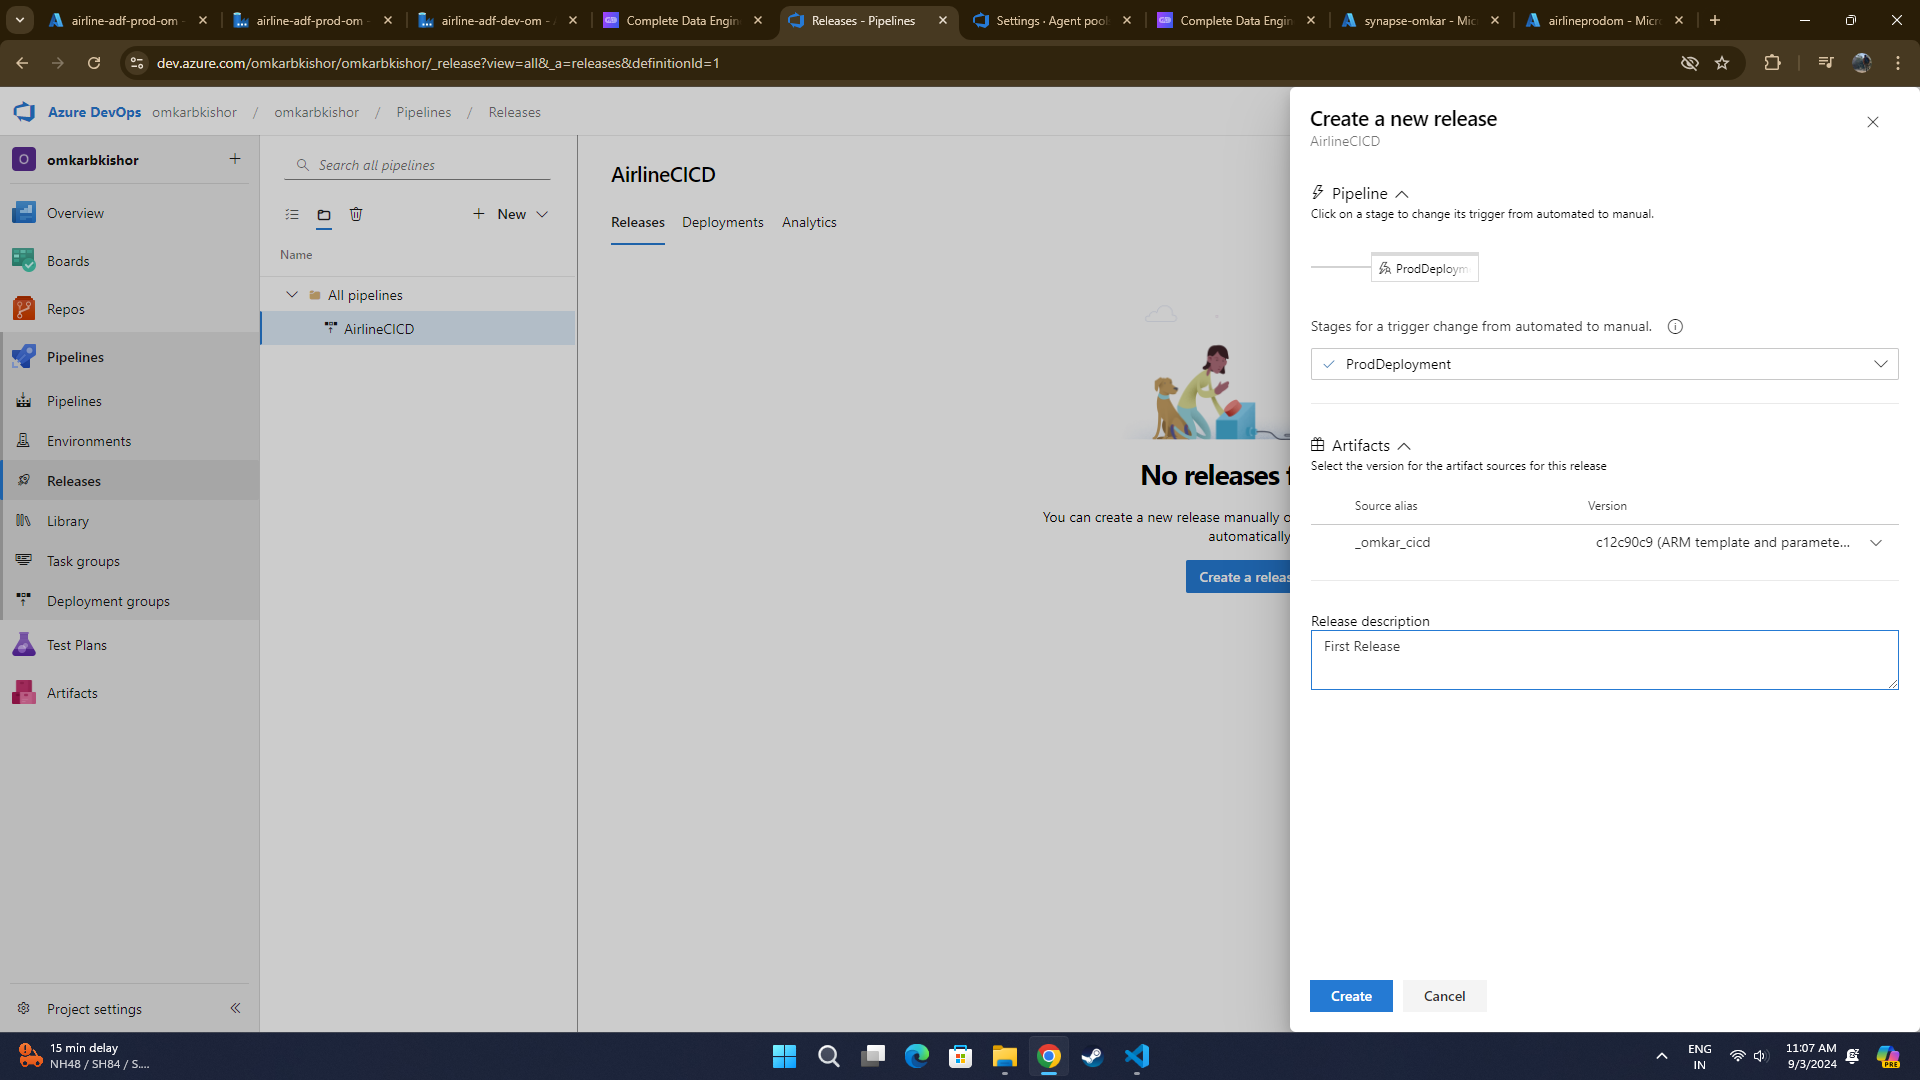 airline-adf-prod-om
airline-adf-prod-om
airline-adf-dev-om - A
Complete Data Engin
Releases - Pipelines
Settings · Agent pools
Complete Data Engin
synapse-omkar - Mic
airlineprodom - Micr
dev.azure.com/omkarbkishor/omkarbkishor/_release?view=all&_a=releases&definitionId=1
Azure DevOps omkarbkishor / omkarbkishor / Pipelines / Releases
O omkarbkishor
Overview
Boards
Repos
Pipelines
Pipelines
Environments
Releases
Library
Task groups
Deployment groups
Test Plans
Artifacts
Project settings
Search all pipelines
New
Name
All pipelines
AirlineCICD
AirlineCICD
Releases Deployments Analytics
No releases
You can create a new release manually
automatically
Create a releas
Create a new release
AirlineCICD
Pipeline
Click on a stage to change its trigger from automated to manual.
ProdDeploym
Stages for a trigger change from automated to manual.
ProdDeployment
Artifacts
Select the version for the artifact sources for this release
Source alias Version
_omkar_cicd c12c90c9 (ARM template and paramete...
Release description
First Release
Create Cancel
15 min delay
NH48 / SH84 / S....
ENG
IN
11:07 AM
9/3/2024
PRE